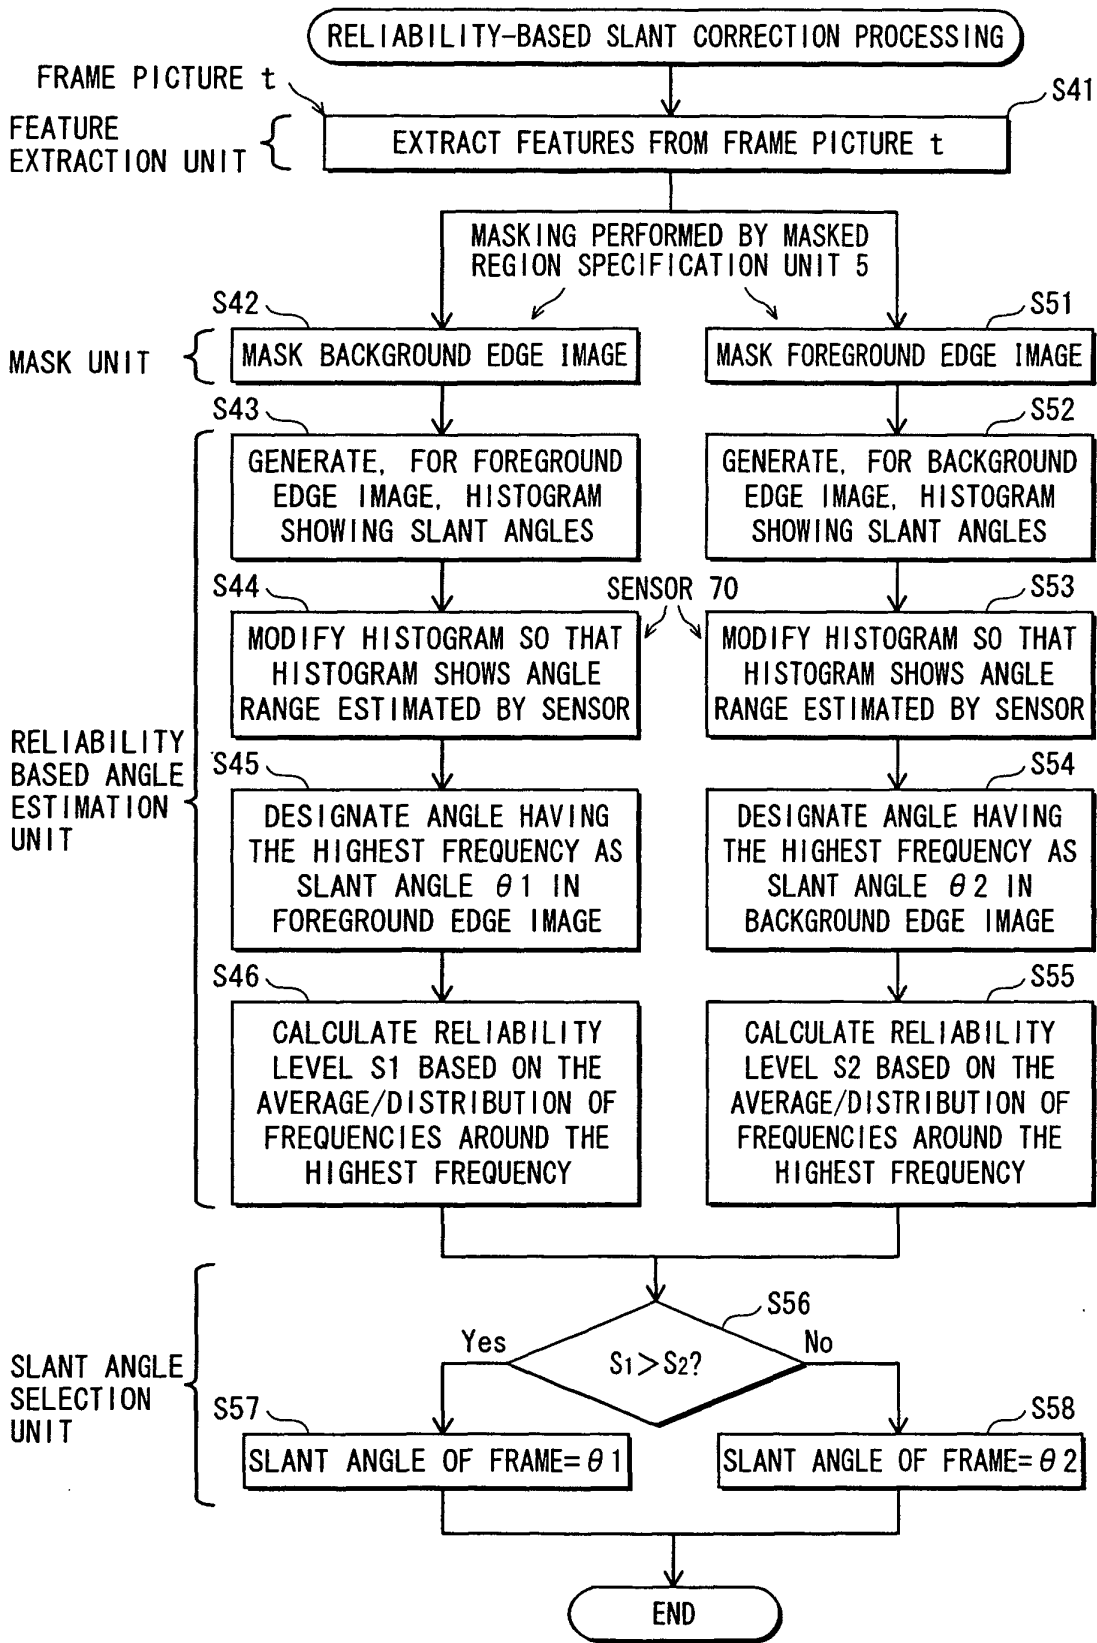 RELIABILITY-BASED SLANT CORRECTION PROCESSING
FRAME PICTURE t
S41
FEATURE
EXTRACTION UNIT
EXTRACT FEATURES FROM FRAME PICTURE t
MASKING PERFORMED BY MASKED
REGION SPECIFICATION UNIT 5
S42
S51
MASK UNIT
MASK BACKGROUND EDGE IMAGE
MASK FOREGROUND EDGE IMAGE
S43
S52
GENERATE, FOR FOREGROUND
EDGE IMAGE, HISTOGRAM
SHOWING SLANT ANGLES
GENERATE, FOR BACKGROUND
EDGE IMAGE, HISTOGRAM
SHOWING SLANT ANGLES
S44
SENSOR 70
S53
MODIFY HISTOGRAM SO THAT
HISTOGRAM SHOWS ANGLE
RANGE ESTIMATED BY SENSOR
MODIFY HISTOGRAM SO THAT
HISTOGRAM SHOWS ANGLE
RANGE ESTIMATED BY SENSOR
RELIABILITY
BASED ANGLE
ESTIMATION
UNIT
S45
S54
DESIGNATE ANGLE HAVING
THE HIGHEST FREQUENCY AS
SLANT ANGLE θ1 IN
FOREGROUND EDGE IMAGE
DESIGNATE ANGLE HAVING
THE HIGHEST FREQUENCY AS
SLANT ANGLE θ2 IN
BACKGROUND EDGE IMAGE
S46
S55
CALCULATE RELIABILITY
LEVEL S1 BASED ON THE
AVERAGE/DISTRIBUTION OF
FREQUENCIES AROUND THE
HIGHEST FREQUENCY
CALCULATE RELIABILITY
LEVEL S2 BASED ON THE
AVERAGE/DISTRIBUTION OF
FREQUENCIES AROUND THE
HIGHEST FREQUENCY
S56
Yes
S1>S2?
No
SLANT ANGLE
SELECTION
UNIT
S57
S58
SLANT ANGLE OF FRAME=θ1
SLANT ANGLE OF FRAME=θ2
END